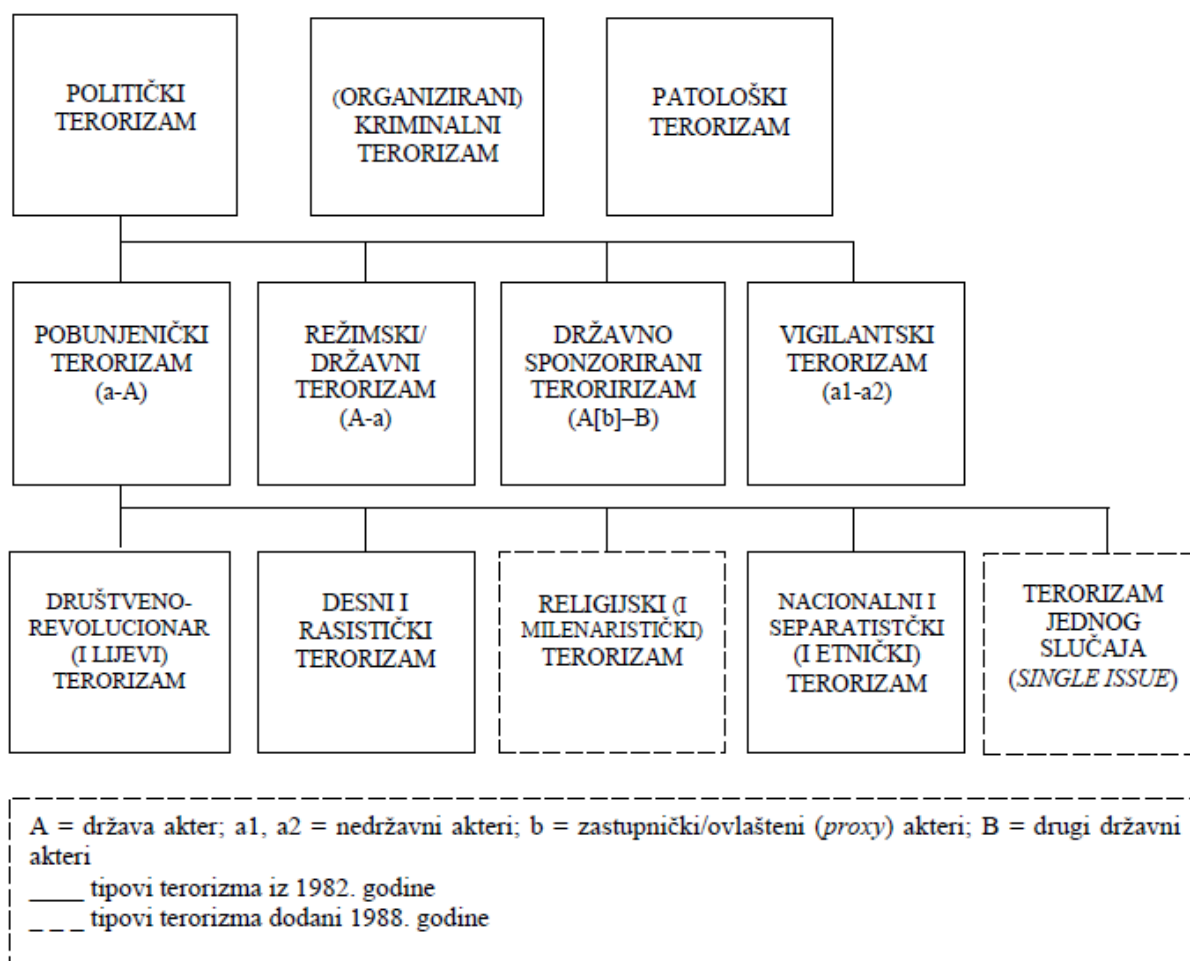 POLITIČKI
TERORIZAM
(ORGANIZIRANI)
KRIMINALNI
TERORIZAM
PATOLOŠKI
TERORIZAM
POBUNJENIČKI
TERORIZAM
(a-A)
REŽIMSKI/
DRŽAVNI
TERORIZAM
(A-a)
DRŽAVNO
SPONZORIRANI
TERORIRIZAM
(A[b]–B)
VIGILANTSKI
TERORIZAM
(a1-a2)
DRUŠTVENO-
REVOLUCIONAR
(I LIJEVI)
TERORIZAM
DESNI I
RASISTIČKI
TERORIZAM
RELIGIJSKI (I
MILENARISTIČKI)
TERORIZAM
NACIONALNI I
SEPARATISTČKI
(I ETNIČKI)
TERORIZAM
TERORIZAM
JEDNOG
SLUČAJA
(SINGLE ISSUE)
A = država akter; a1, a2 = nedržavni akteri; b = zastupnički/ovlašteni (proxy) akteri; B = drugi državni
akteri
____ tipovi terorizma iz 1982. godine
_ _ _ tipovi terorizma dodani 1988. godine